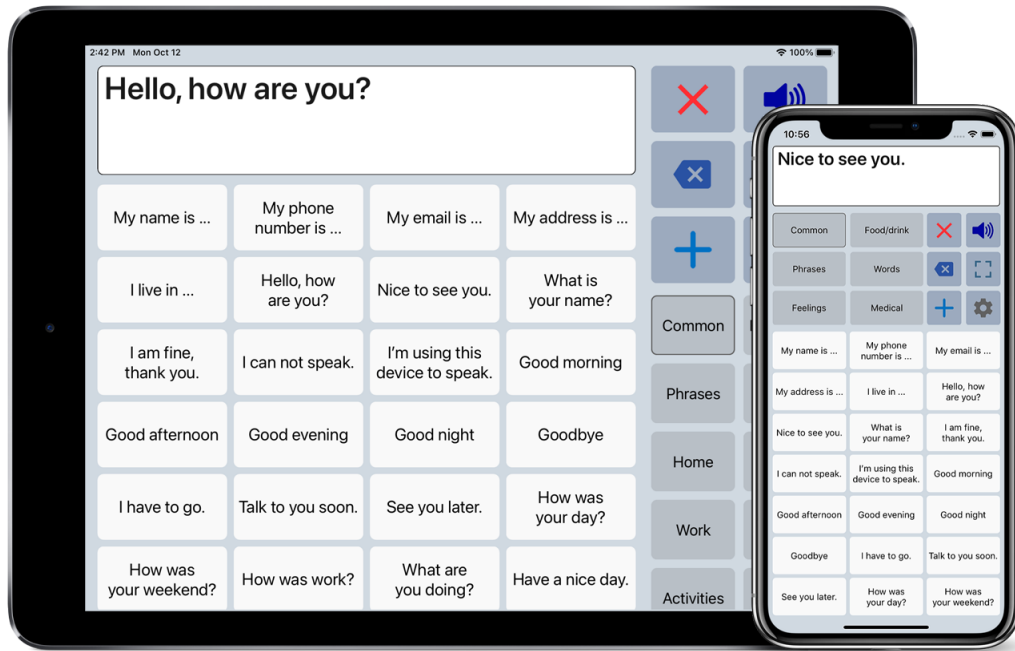 2:42 PM Mon Oct 12
100%
Hello, how are you?
My name is ...
My phone
number is ...
My email is ...
My address is ...
I live in ...
Hello, how
are you?
Nice to see you.
What is
your name?
I am fine,
thank you.
I can not speak.
I'm using this
device to speak.
Good morning
Good afternoon
Good evening
Good night
Goodbye
I have to go.
Talk to you soon.
See you later.
How was
your day?
How was
your weekend?
How was work?
What are
you doing?
Have a nice day.
Common
Phrases
Home
Work
Activities
10:56
Nice to see you.
Common
Food/drink
Phrases
Words
Feelings
Medical
My name is ...
My phone
number is ...
My email is ...
My address is ...
I live in ...
Hello, how
are you?
Nice to see you.
What is
your name?
I am fine,
thank you.
I can not speak.
I'm using this
device to speak.
Good morning
Good afternoon
Good evening
Good night
Goodbye
I have to go.
Talk to you soon.
See you later.
How was
your day?
How was
your weekend?